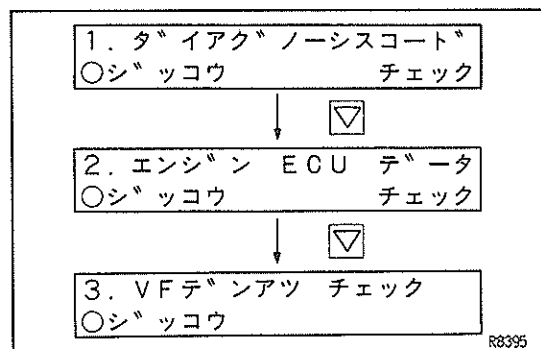 1. ダイアグノーシスコード
○ジッコウ チェック
▽
2. エンジン ECU データ
○ジッコウ チェック
▽
3. VFデンアツ チェック
○ジッコウ
R8395